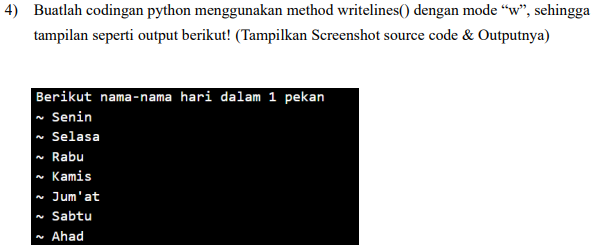 4) Buatlah codingan python menggunakan method writelines() dengan mode “w”, sehingga
tampilan seperti output berikut! (Tampilkan Screenshot source code & Outputnya)
Berikut nama-nama hari dalam 1 pekan
~ Senin
~ Selasa
~ Rabu
~ Kamis
~ Jum'at
~ Sabtu
~ Ahad